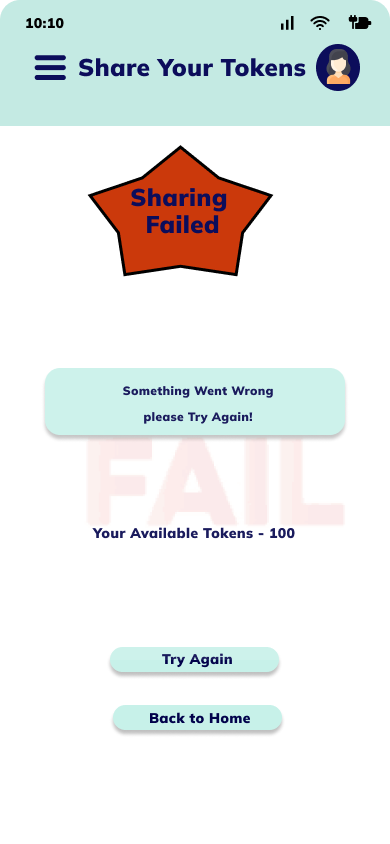 10:10
Share Your Tokens
Sharing
Failed
Something Went Wrong
please Try Again!
FAIL
Your Available Tokens - 100
Try Again
Back to Home